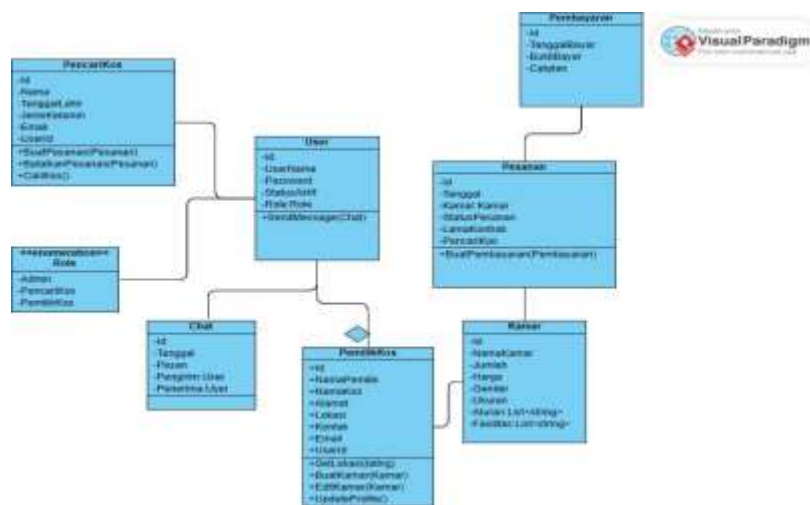 PencariKos
-Id
-Nama
-TanggalLahir
-JenisKelamin
-Email
-UserId
+BuatPesanan(Pesanan)
+BatalkanPesanan(Pesanan)
+CariKos()
<<enumeration>>
Role
-Admin
-PencariKos
-PemilikKos
User
-Id
-UserName
-Password
-StatusAktif
-Role:Role
+SendMessage(Chat)
Chat
-Id
-Tanggal
-Pesan
-Pengirim:User
-Penerima:User
PemilikKos
+Id
+NamaPemilik
+NamaKos
+Alamat
+Lokasi
+Kontak
+Email
+UserId
+GetLokasi(lating)
+BuatKamar(Kamar)
+EditKamar(Kamar)
+UpdateProfile()
Pembayaran
-Id
-TanggalBayar
-BuktiBayar
-Catatan
Pesanan
-Id
-Tanggal
-Kamar:Kamar
-StatusPesanan
-LamaKontrak
-PencariKos
+BuatPembayaran(Pembayaran)
Kamar
-Id
-NamaKamar
-Jumlah
-Harga
-Gender
-Ukuran
-Aturan:List<string>
-Fasilitas:List<string>
VisualParadigm